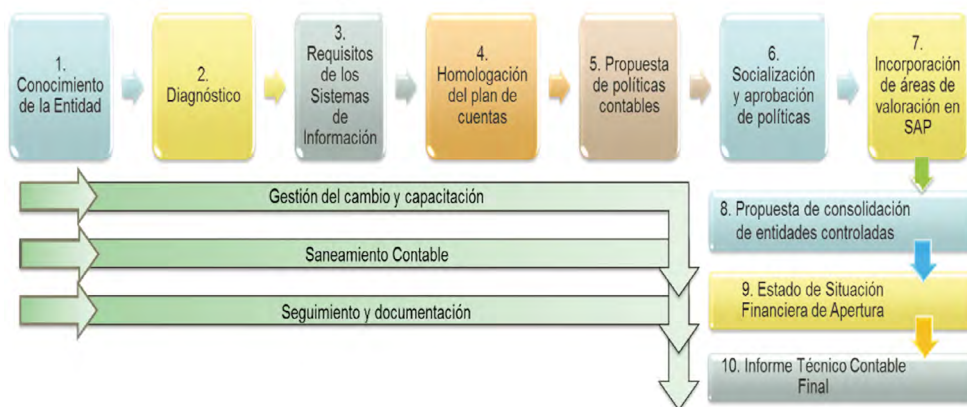 1.
Conocimiento
de la Entidad
2.
Diagnóstico
3.
Requisitos
de los
Sistemas
de
Información
4.
Homologación
del plan de
cuentas
5. Propuesta
de políticas
contables
6.
Socialización
y aprobación
de políticas
7.
Incorporación
de áreas de
valoración en
SAP
Gestión del cambio y capacitación
Saneamiento Contable
Seguimiento y documentación
8. Propuesta de consolidación
de entidades controladas
9. Estado de Situación
Financiera de Apertura
10. Informe Técnico Contable
Final